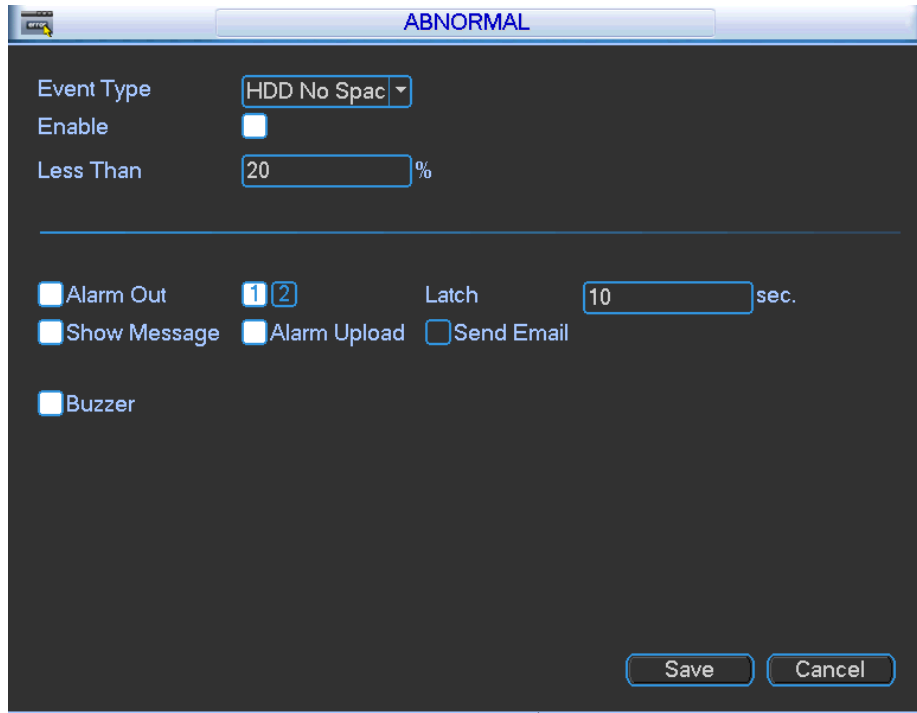 ABNORMAL
Event Type HDD No Spac
Enable
Less Than 20 %
Alarm Out 1 2 Latch 10 sec.
Show Message Alarm Upload Send Email
Buzzer
Save Cancel